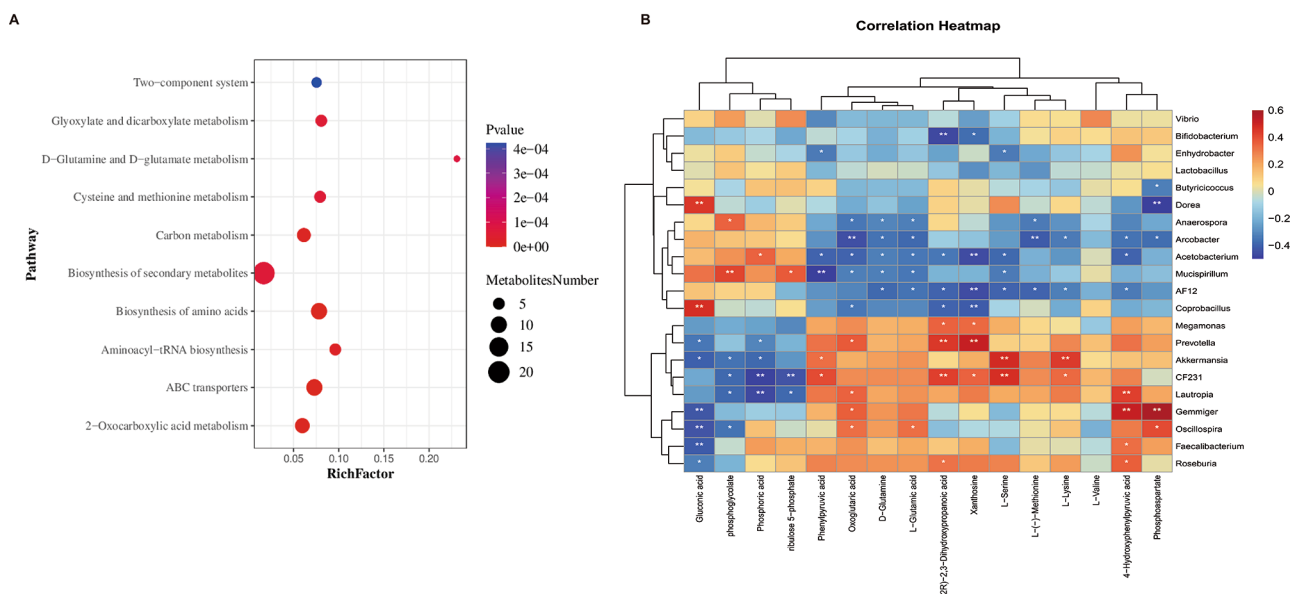 A
Two-component system
Glyoxylate and dicarboxylate metabolism
D-Glutamine and D-glutamate metabolism
Cysteine and methionine metabolism
Carbon metabolism
Biosynthesis of secondary metabolites
Biosynthesis of amino acids
Aminoacyl-tRNA biosynthesis
ABC transporters
2-Oxocarboxylic acid metabolism
Pathway
0.05 0.10 0.15 0.20
RichFactor
Pvalue
4e-04
3e-04
2e-04
1e-04
0e+00
MetabolitesNumber
5
10
15
20
B
Correlation Heatmap
Vibrio
Bifidobacterium
** *
Enhydrobacter
* *
Lactobacillus
Butyricicoccus
*
Dorea
** **
Anaerospora
* * * * *
Arcobacter
** * * ** * * *
Acetobacterium
* * * * * * ** * *
Mucispirillum
** * ** * * * *
AF12
* * * ** * * * *
Coprobacillus
** * * **
Megamonas
* *
Prevotella
* * * ** **
Akkermansia
* * * * ** **
CF231
* ** ** * ** * ** *
Lautropia
* ** * * **
Gemmiger
** * ** **
Oscillospira
** * * * *
Faecalibacterium
** *
Roseburia
* * *
Gluconic acid
phosphoglycolate
Phosphoric acid
ribulose 5-phosphate
Phenylpyruvic acid
Oxoglutaric acid
D-Glutamine
L-Glutamic acid
2R)-2,3-Dihydroxypropanoic acid
Xanthosine
L-Serine
L-(-)-Methionine
L-Lysine
L-Valine
4-Hydroxyphenylpyruvic acid
Phosphoaspartate
0.6
0.4
0.2
0
-0.2
-0.4